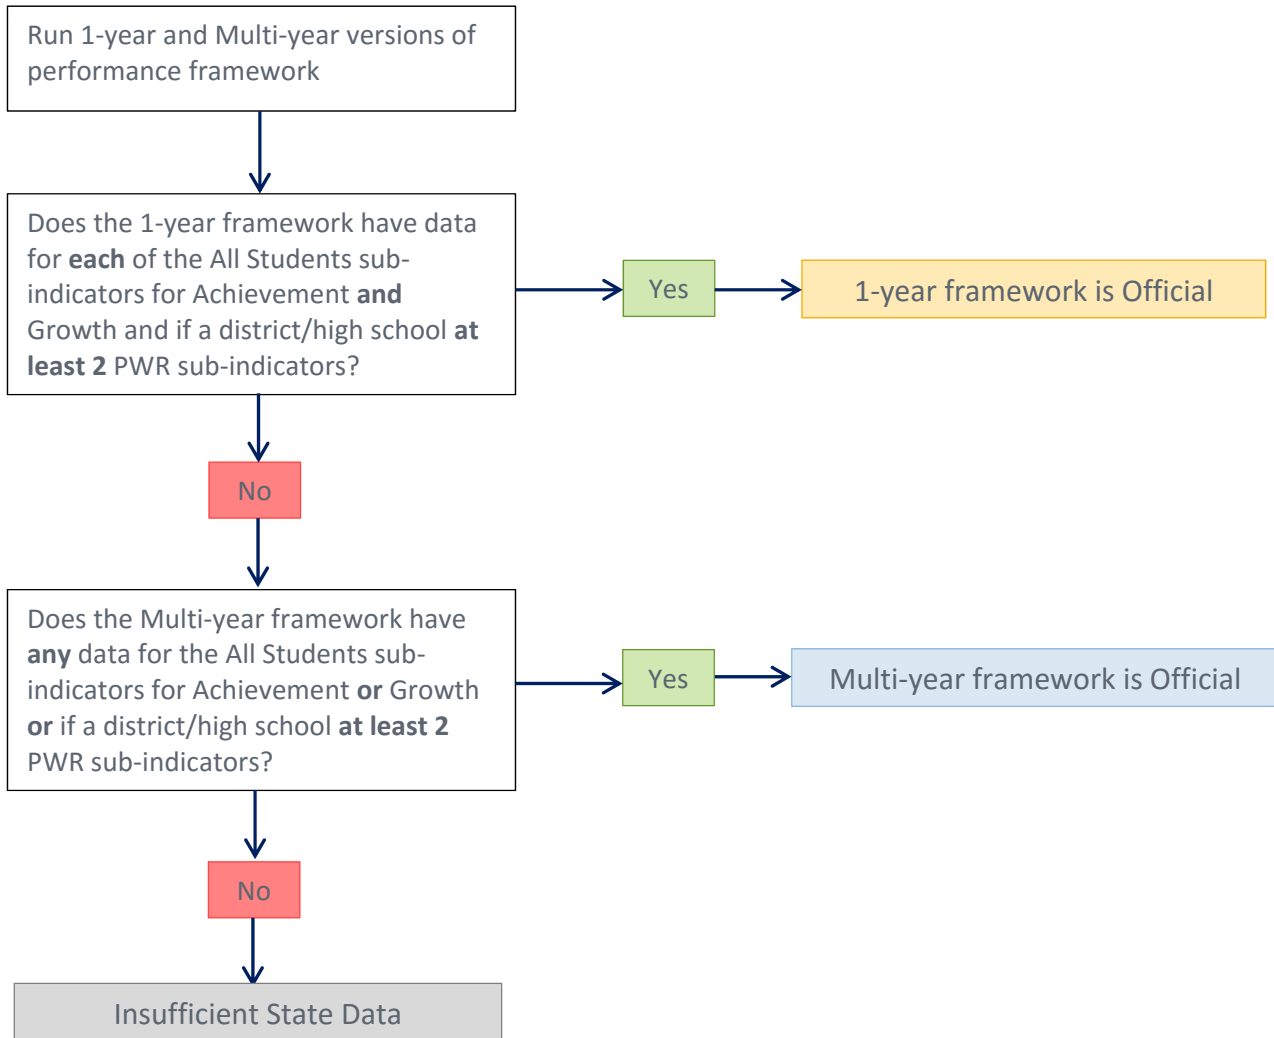 Run 1-year and Multi-year versions of
performance framework
Does the 1-year framework have data
for each of the All Students sub-
indicators for Achievement and
Growth and if a district/high school at
least 2 PWR sub-indicators?
Yes
1-year framework is Official
No
Does the Multi-year framework have
any data for the All Students sub-
indicators for Achievement or Growth
or if a district/high school at least 2
PWR sub-indicators?
Yes
Multi-year framework is Official
No
Insufficient State Data